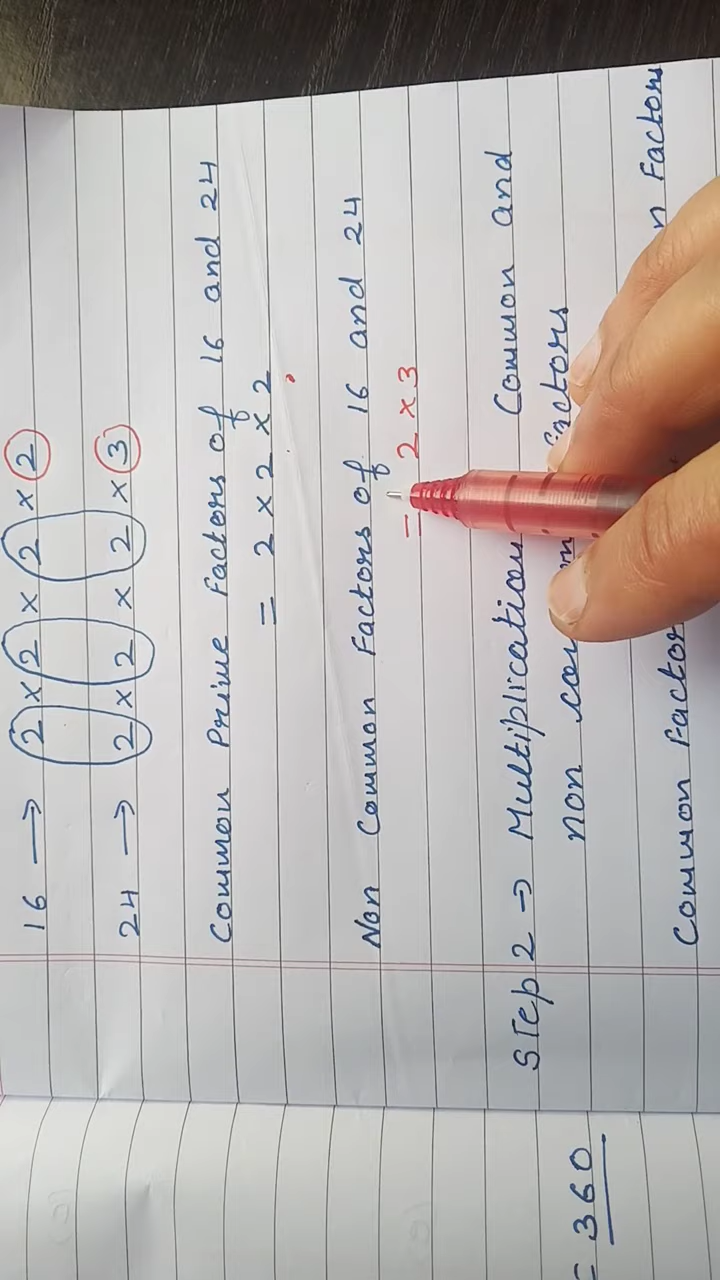 16 → 2 × 2 × 2 × 2
24 → 2 × 2 × 2 × 3
Common Prime Factors of 16 and 24
= 2 × 2 × 2
Non Common Factors of 16 and 24
= 2 × 3
Step 2 → Multiplication Common and
non Factors
Common Factor n Factors
= 360